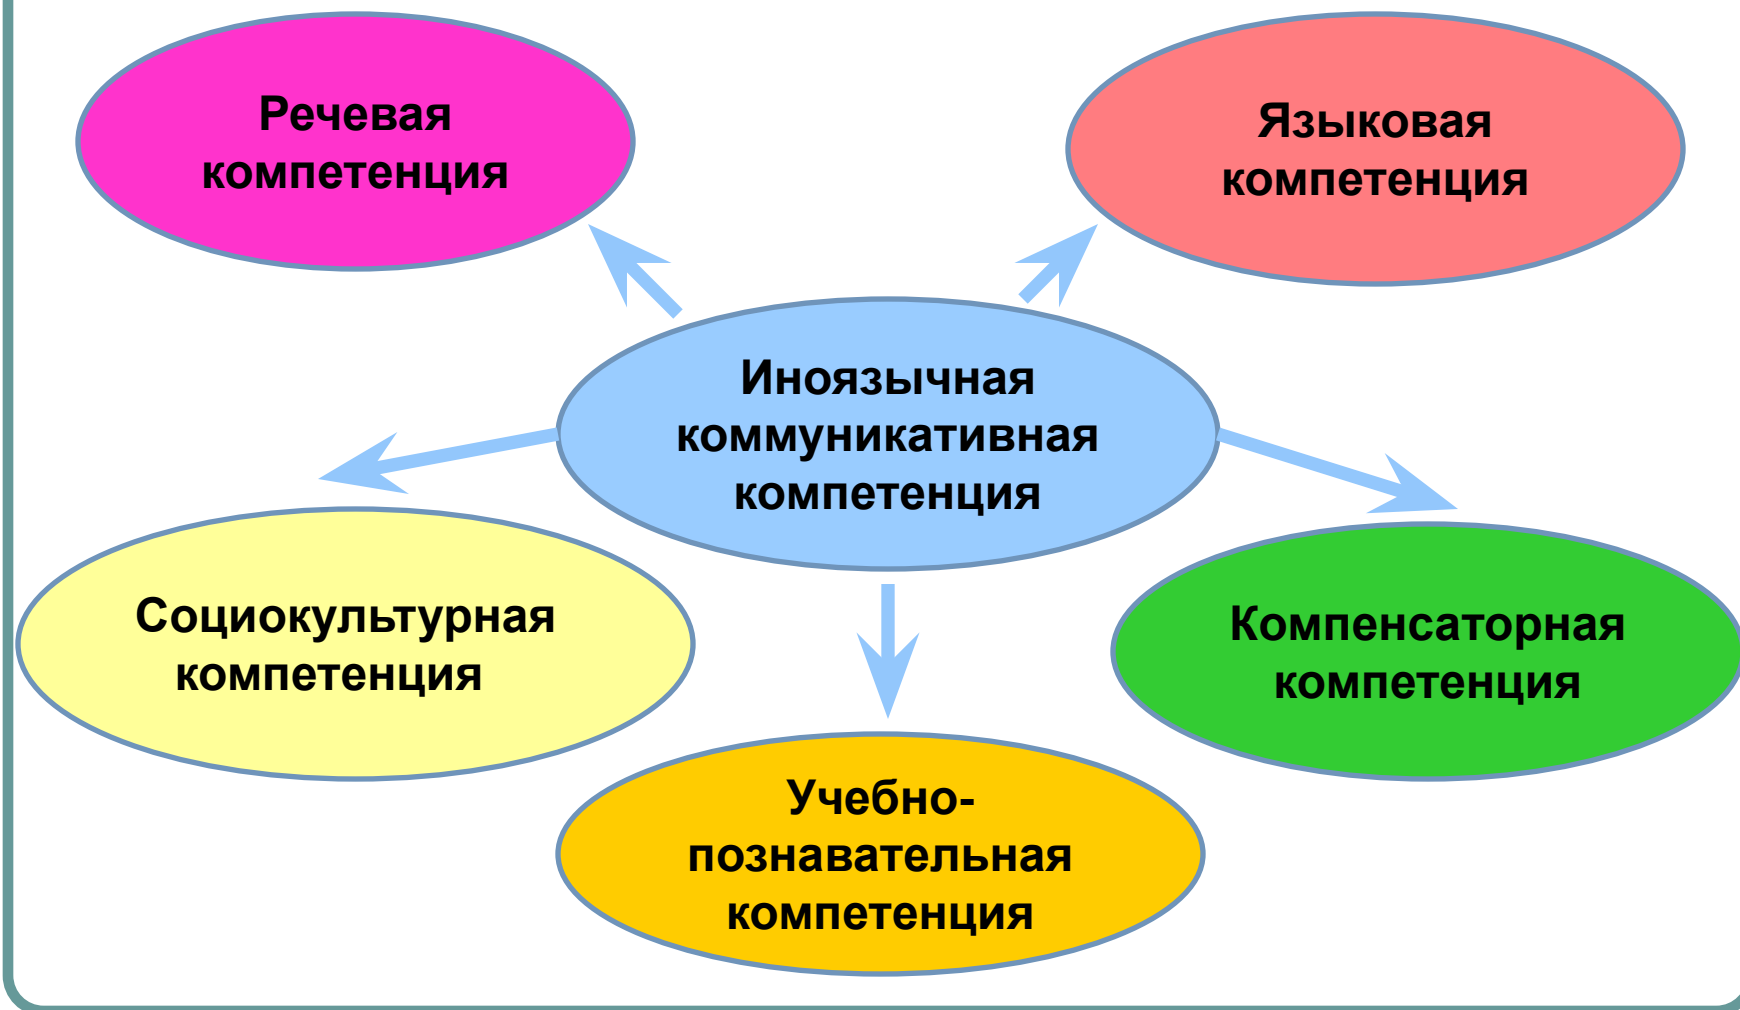 Речевая
компетенция
Языковая
компетенция
Иноязычная
коммуникативная
компетенция
Социокультурная
компетенция
Компенсаторная
компетенция
Учебно-
познавательная
компетенция